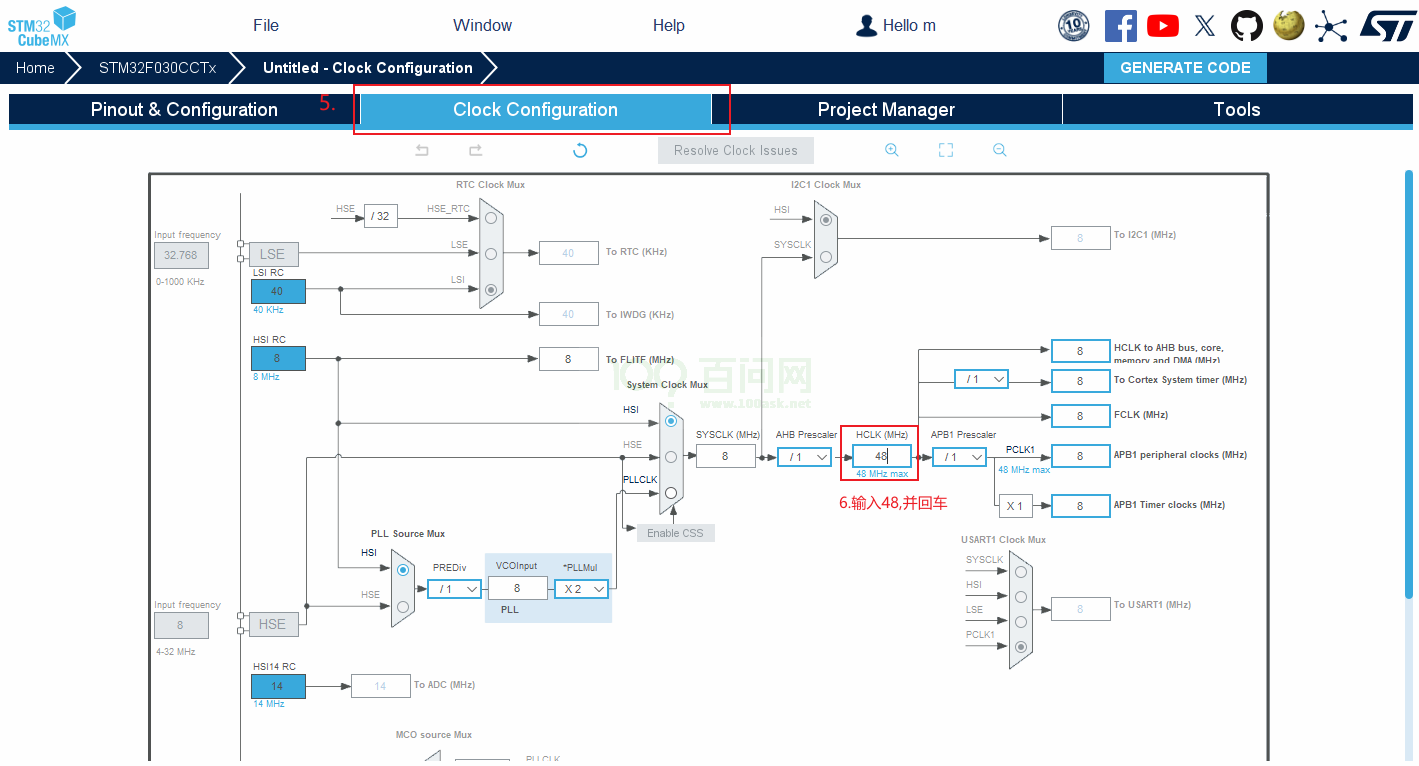 STM32
CubeMX
File
Window
Help
Hello m
10
ST
Home
STM32F030CCTx
Untitled - Clock Configuration
GENERATE CODE
5.
Pinout & Configuration
Clock Configuration
Project Manager
Tools
Resolve Clock Issues
RTC Clock Mux
I2C1 Clock Mux
HSE
/ 32
HSE_RTC
HSI
Input frequency
32.768
0-1000 KHz
LSE
LSE
40
To RTC (KHz)
SYSCLK
8
To I2C1 (MHz)
LSI RC
40
40 KHz
LSI
40
To IWDG (KHz)
HSI RC
8
8 MHz
8
To FLITF (MHz)
百问网
www.100ask.net
System Clock Mux
HSI
HSE
PLLCLK
Enable CSS
SYSCLK (MHz)
8
AHB Prescaler
/ 1
HCLK (MHz)
48
48 MHz max
6.输入48,并回车
APB1 Prescaler
/ 1
8
HCLK to AHB bus, core,
memory and DMA (MHz)
/ 1
8
To Cortex System timer (MHz)
8
FCLK (MHz)
PCLK1
48 MHz max
8
APB1 peripheral clocks (MHz)
X 1
8
APB1 Timer clocks (MHz)
PLL Source Mux
HSI
HSE
PREDiv
/ 1
VCOInput
8
PLL
*PLLMul
X 2
USART1 Clock Mux
SYSCLK
HSI
LSE
PCLK1
8
To USART1 (MHz)
Input frequency
8
4-32 MHz
HSE
HSI14 RC
14
14 MHz
14
To ADC (MHz)
MCO source Mux
PLLCLK